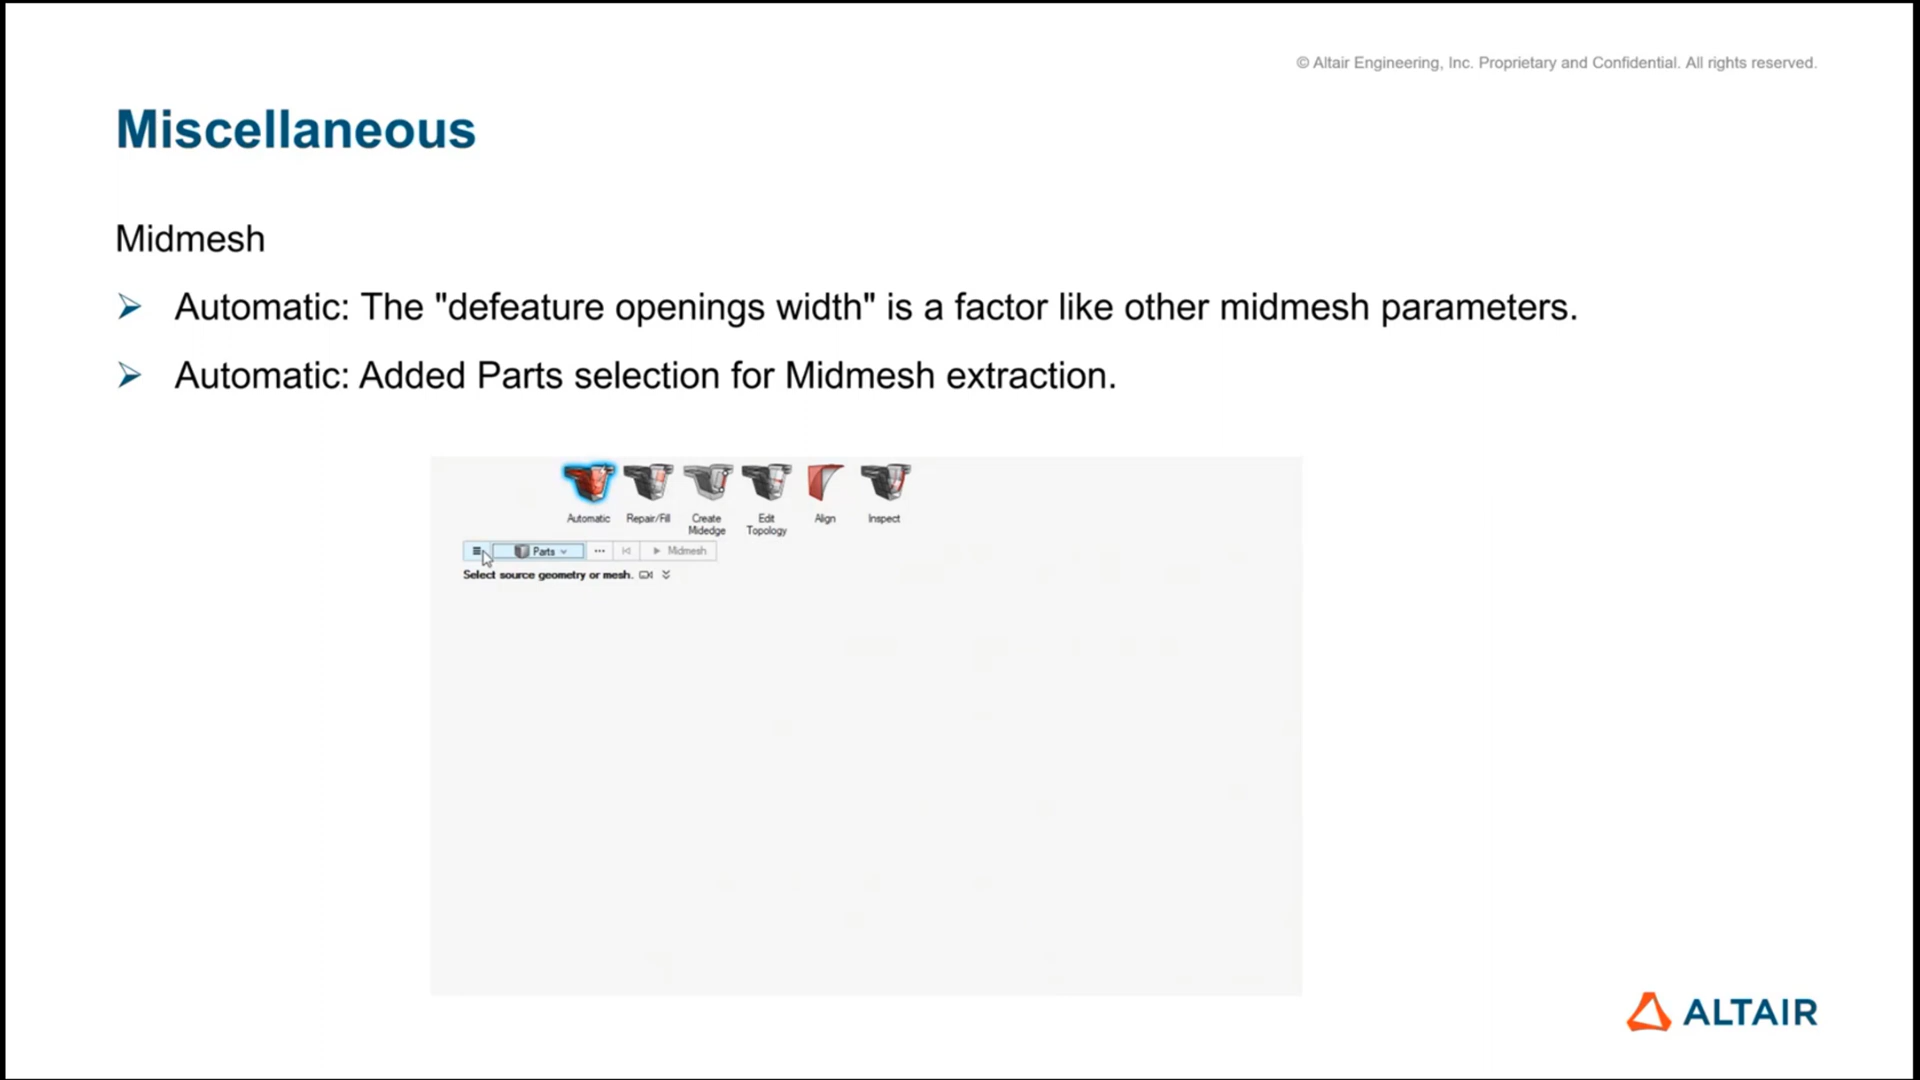 © Altair Engineering, Inc. Proprietary and Confidential. All rights reserved.
Miscellaneous
Midmesh
Automatic: The "defeature openings width" is a factor like other midmesh parameters.
Automatic: Added Parts selection for Midmesh extraction.
Automatic Repair/Fill Create Midedge Edit Topology Align Inspect
Parts Midmesh
Select source geometry or mesh.
ALTAIR